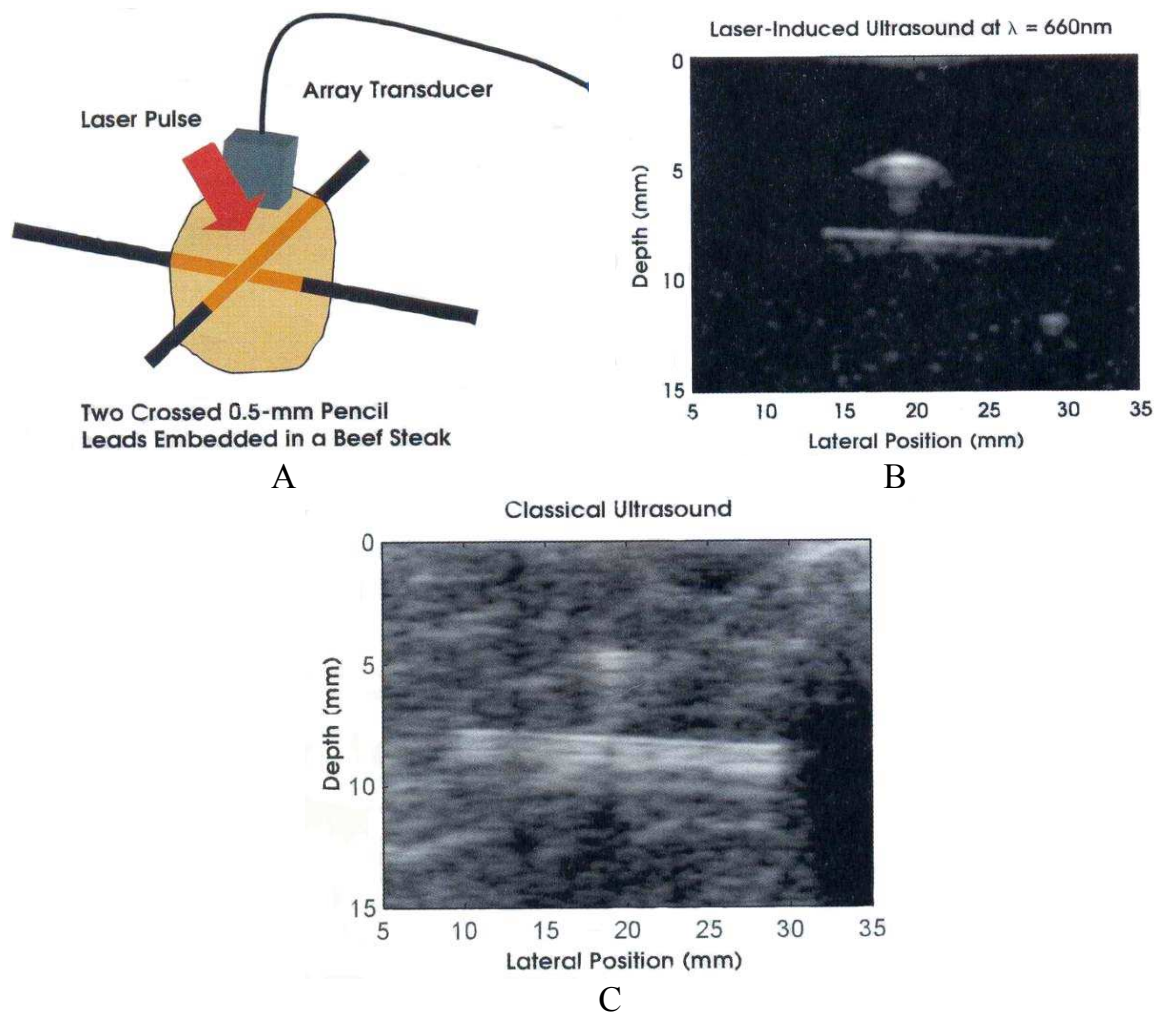 Laser Pulse
Array Transducer
Two Crossed 0.5-mm Pencil
Leads Embedded in a Beef Steak
A
Laser-Induced Ultrasound at λ = 660nm
0
5
10
15
Depth (mm)
5 10 15 20 25 30 35
Lateral Position (mm)
B
Classical Ultrasound
0
5
10
15
Depth (mm)
5 10 15 20 25 30 35
Lateral Position (mm)
C